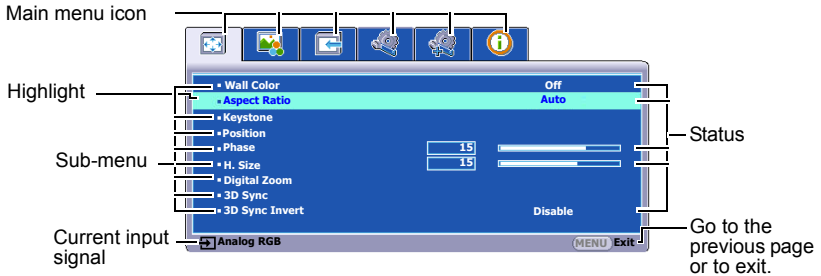 Main menu icon
Wall Color Off
Highlight
Aspect Ratio Auto
Keystone
Position
Status
Phase 15
Sub-menu
H. Size 15
Digital Zoom
3D Sync
3D Sync Invert Disable
Current input
signal
Analog RGB
MENU Exit
Go to the
previous page
or to exit.